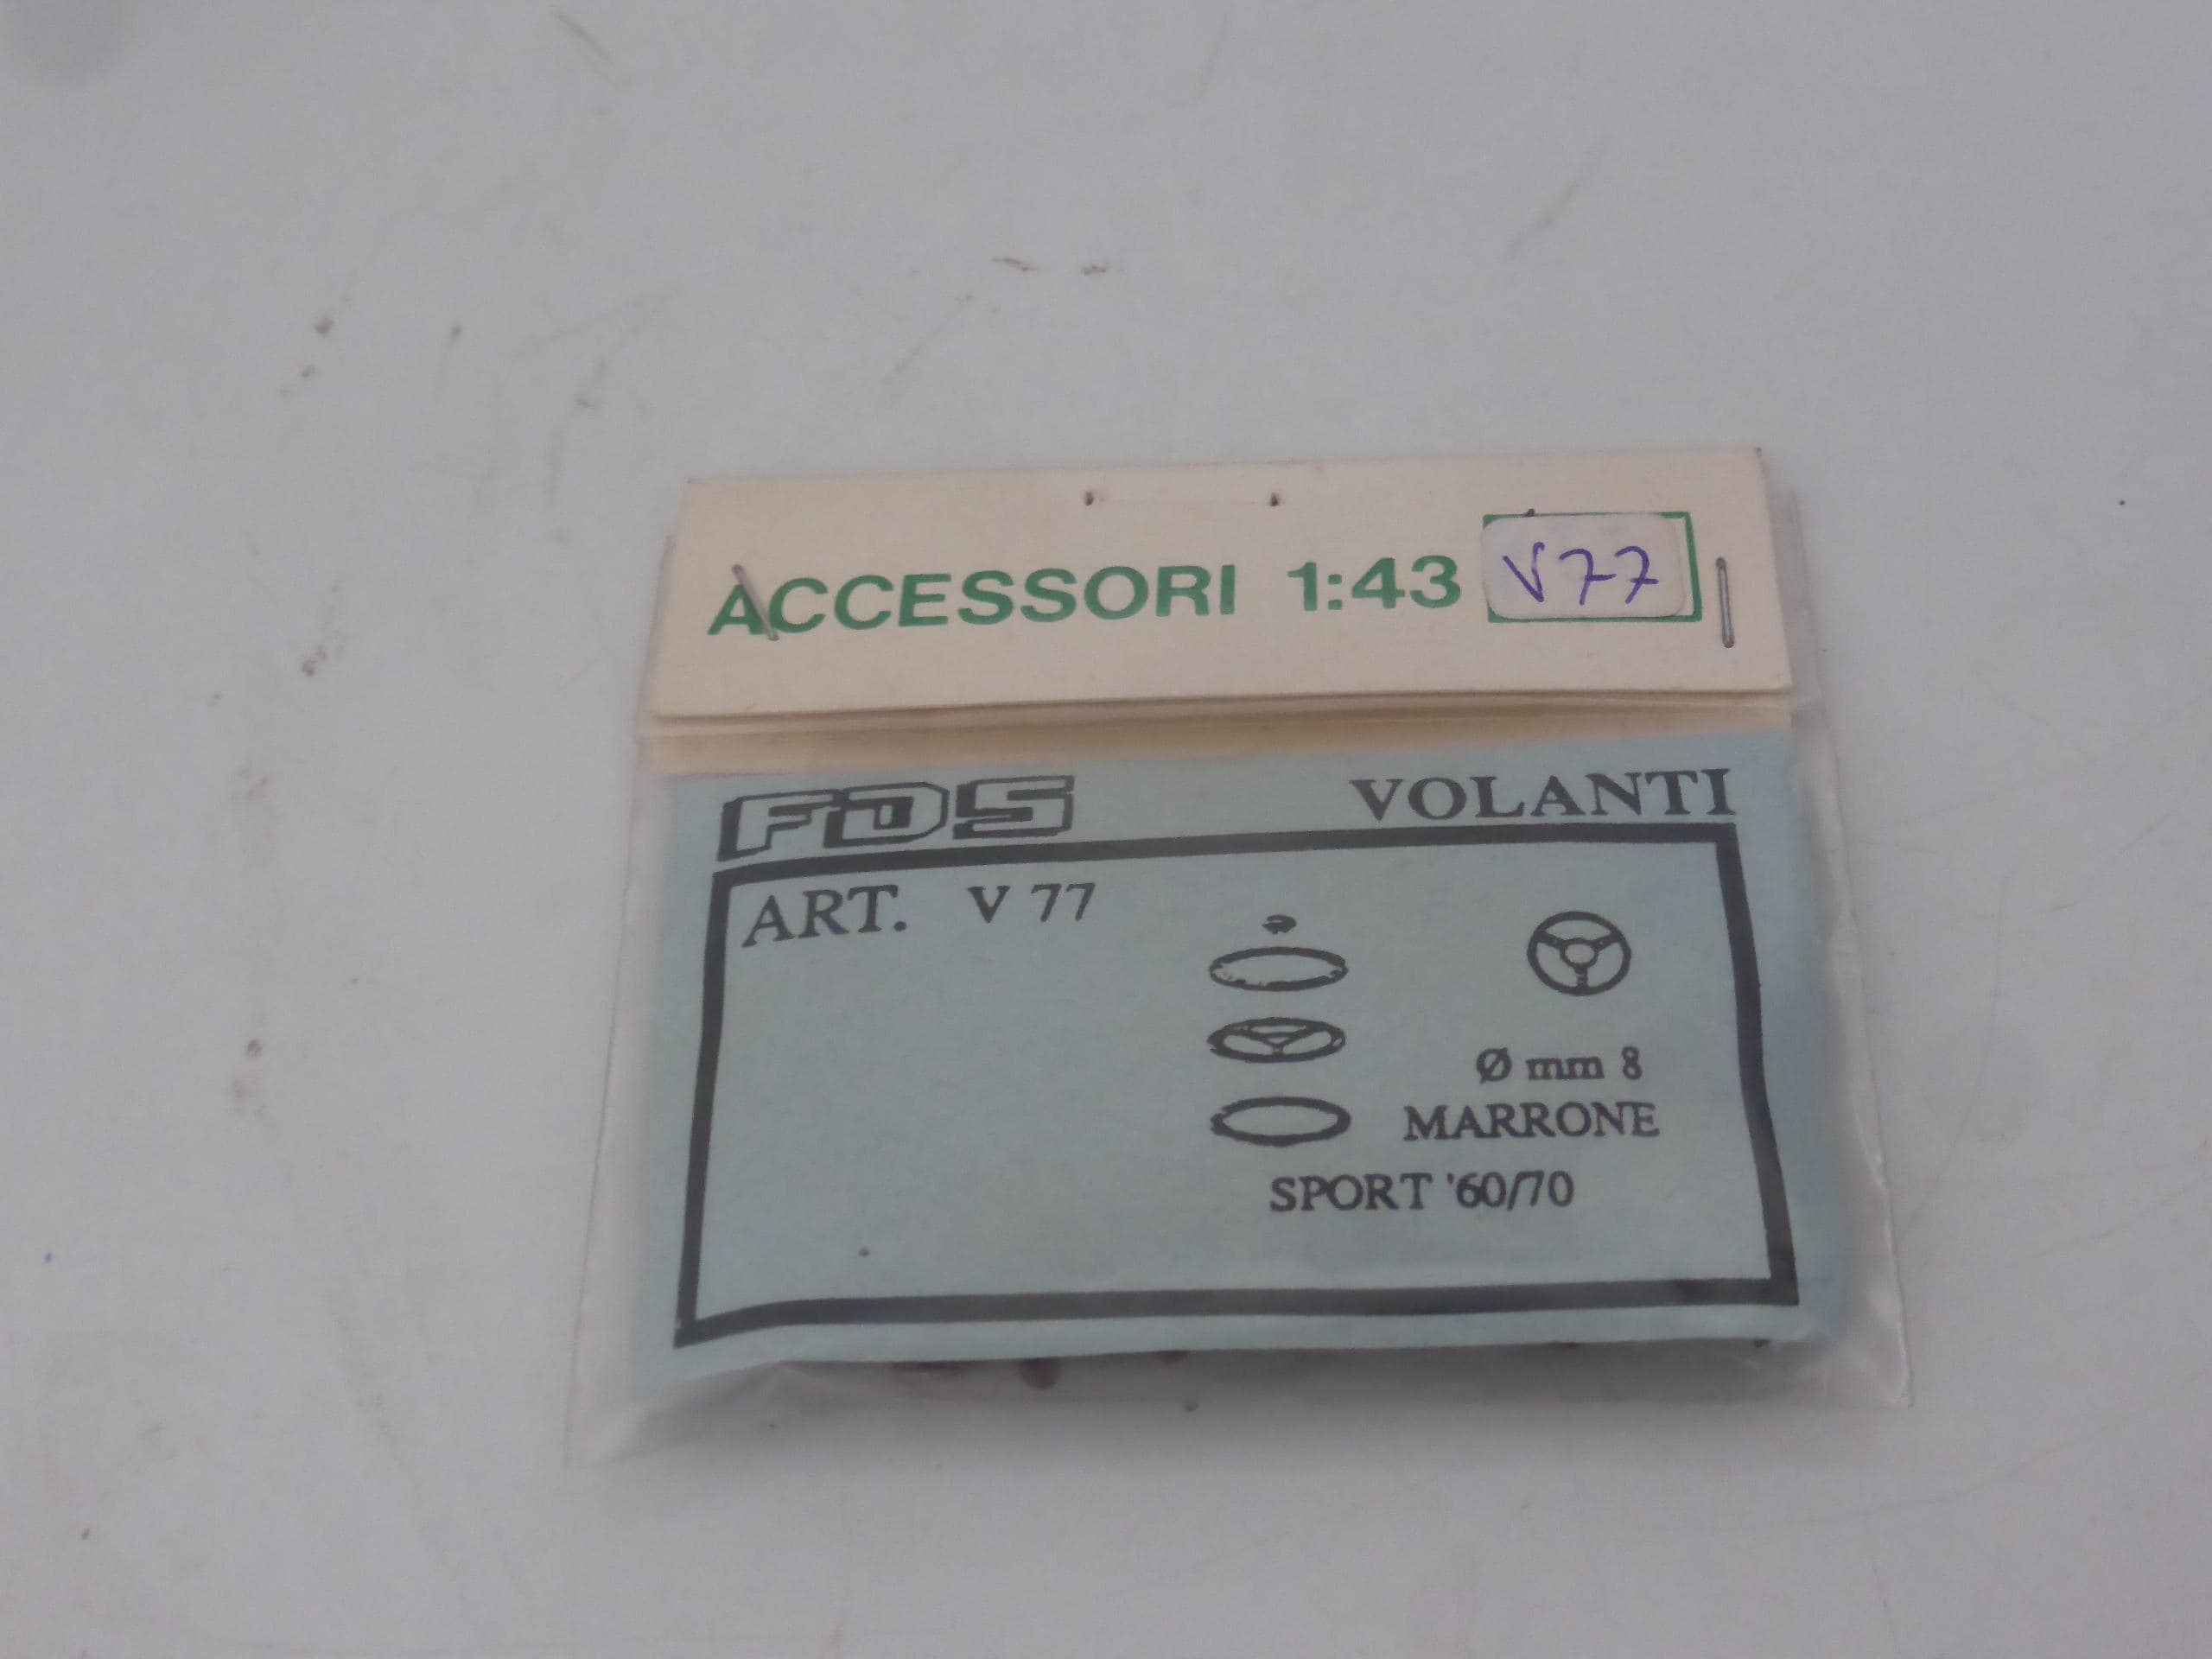 ACCESSORI 1:43 V77
FDS VOLANTI
ART. V 77
Ø mm 8
MARRONE
SPORT '60/70